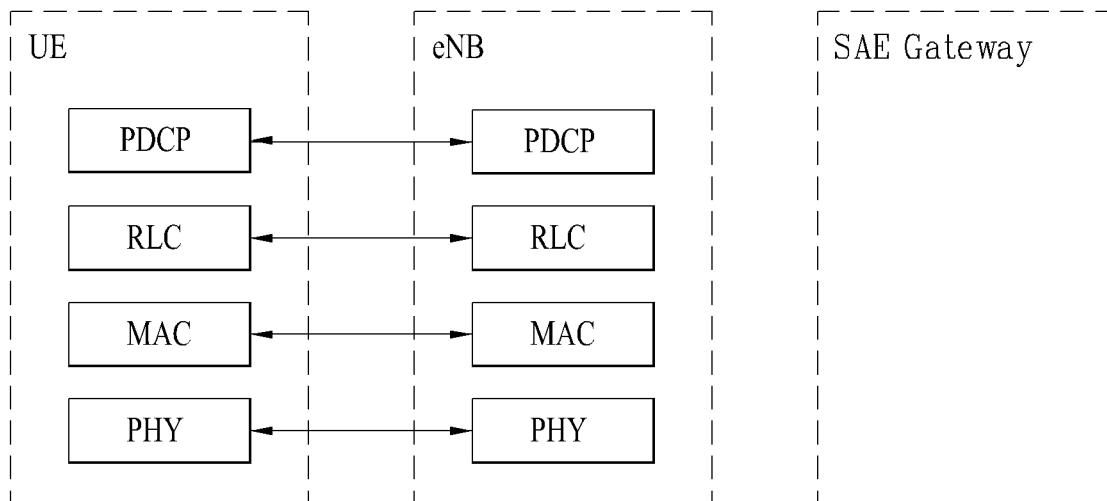 UE
eNB
SAE Gateway
PDCP
PDCP
RLC
RLC
MAC
MAC
PHY
PHY